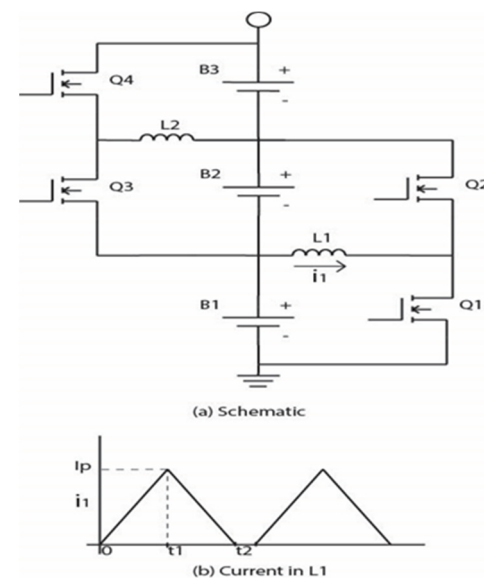 B3
+
-
Q4
L2
Q3
B2
+
-
Q2
L1
i1
B1
+
-
Q1
(a) Schematic
Ip
i1
0
t1
t2
(b) Current in L1